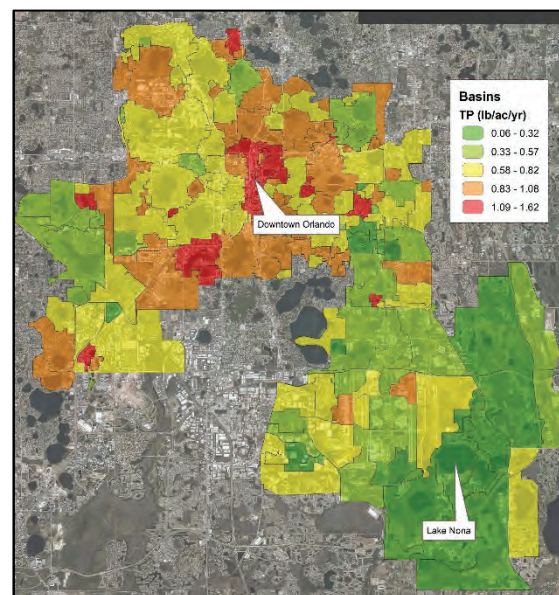 Basins
TP (lb/ac/yr)
0.06 - 0.32
0.33 - 0.57
0.58 - 0.82
0.83 - 1.08
1.09 - 1.62
Downtown Orlando
Lake Nona